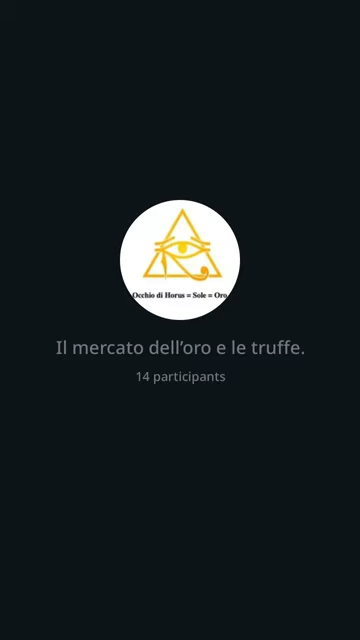 Occhio di Horus = Sole = Oro
Il mercato dell’oro e le truffe.
14 participants